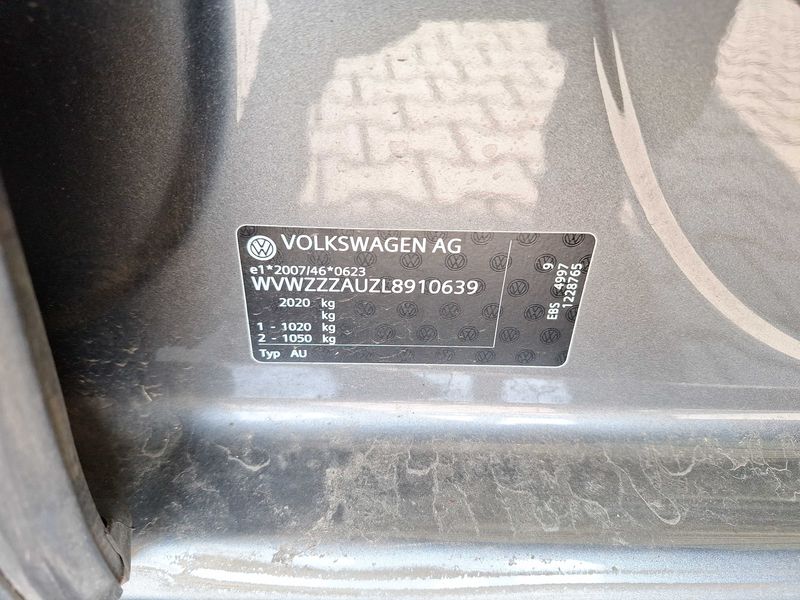 VOLKSWAGEN AG
e1*2007/46*0623
WVWZZZAUZL8910639
2020 kg
kg
1 - 1020 kg
2 - 1050 kg
Typ AU
9
EBS 4997
1228765